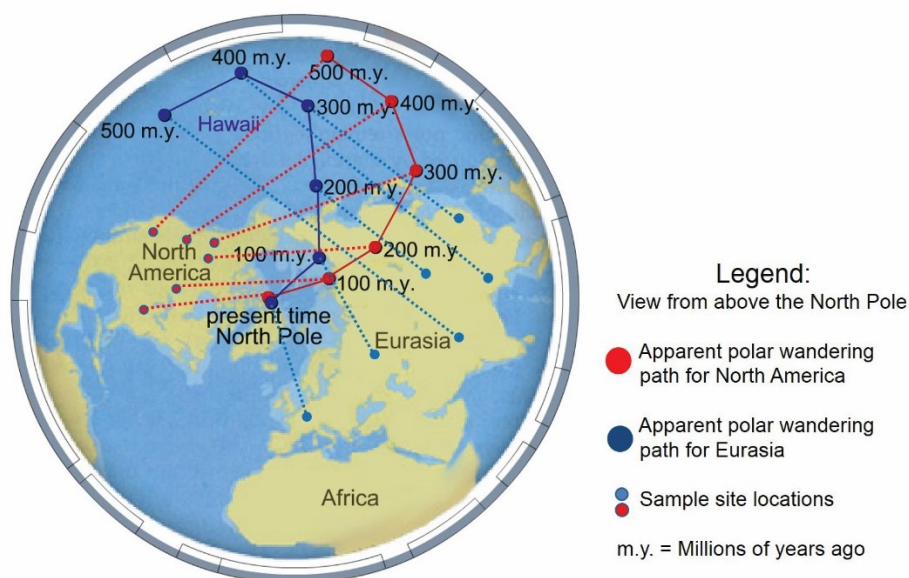 400 m.y.
500 m.y.
300 m.y.
400 m.y.
Hawaii
500 m.y.
300 m.y.
200 m.y.
North
America
100 m.y.
200 m.y.
100 m.y.
present time
North Pole
Eurasia
Africa
Legend:
View from above the North Pole
Apparent polar wandering
path for North America
Apparent polar wandering
path for Eurasia
Sample site locations
m.y. = Millions of years ago